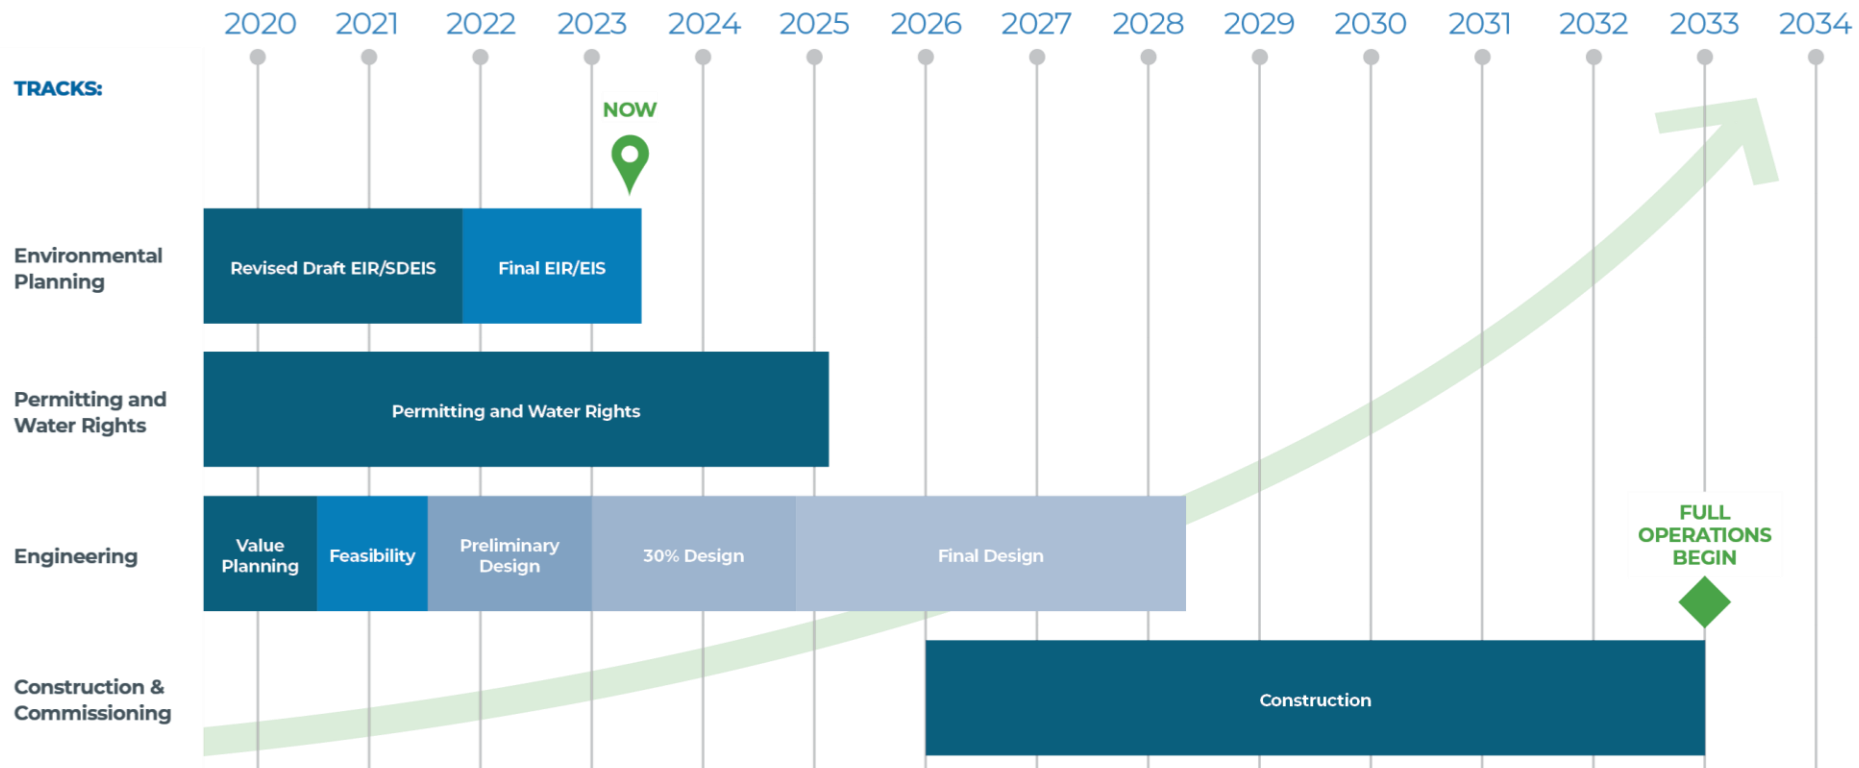 2020 2021 2022 2023 2024 2025 2026 2027 2028 2029 2030 2031 2032 2033 2034
TRACKS:
NOW
Environmental
Planning
Revised Draft EIR/SDEIS
Final EIR/EIS
Permitting and
Water Rights
Permitting and Water Rights
Engineering
Value
Planning
Feasibility
Preliminary
Design
30% Design
Final Design
FULL
OPERATIONS
BEGIN
Construction &
Commissioning
Construction